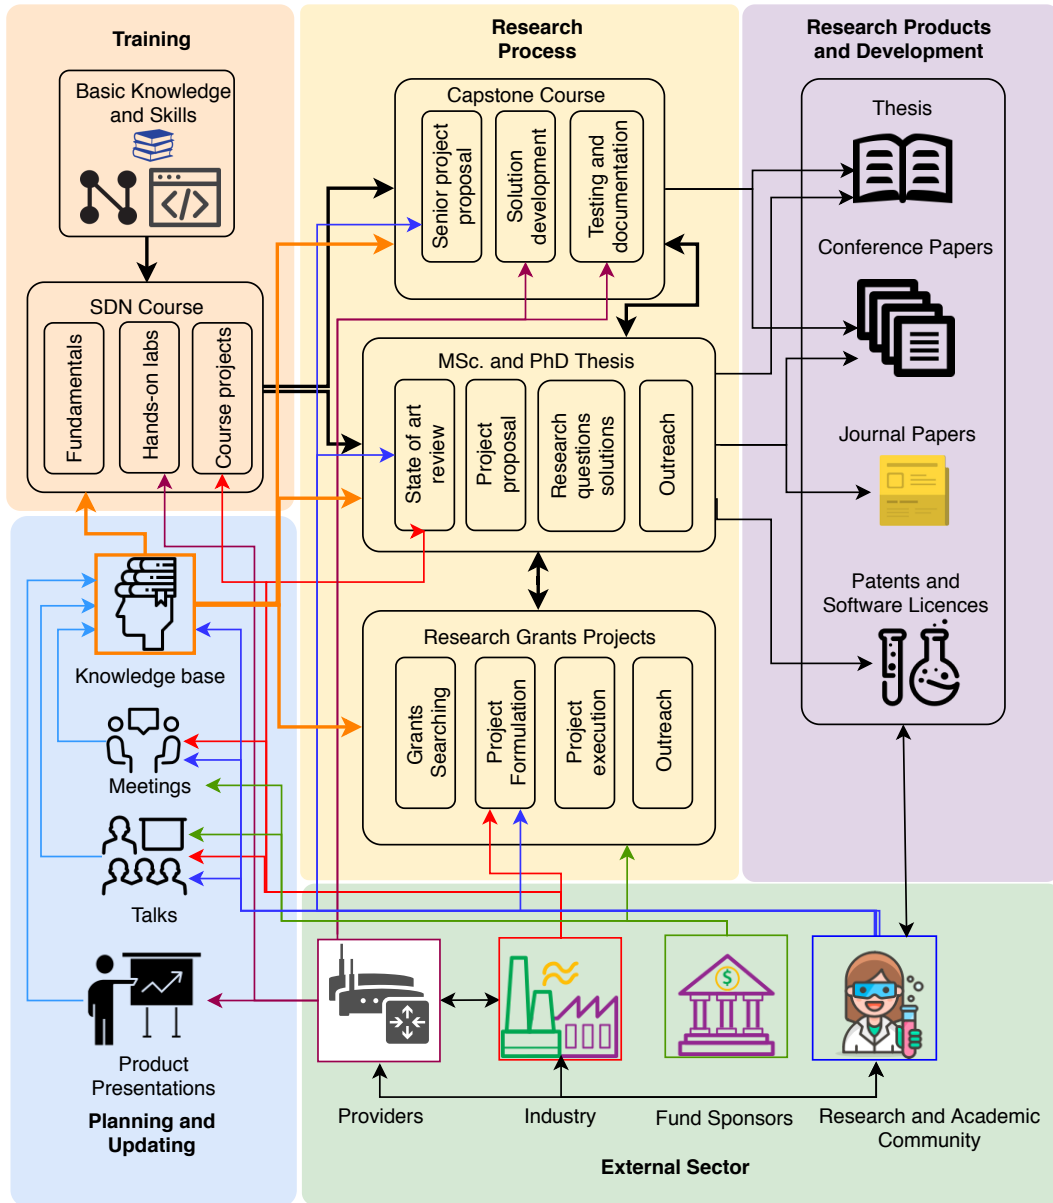 Training
Basic Knowledge
and Skills
SDN Course
Fundamentals
Hands-on labs
Course projects
Research
Process
Capstone Course
Senior project
proposal
Solution
development
Testing and
documentation
MSc. and PhD Thesis
State of art
review
Project
proposal
Research
questions
solutions
Outreach
Research Grants Projects
Grants
Searching
Project
Formulation
Project
execution
Outreach
Research Products
and Development
Thesis
Conference Papers
Journal Papers
Patents and
Software Licences
Knowledge base
Meetings
Talks
Product
Presentations
Planning and
Updating
$
Providers
Industry
Fund Sponsors
Research and Academic
Community
External Sector